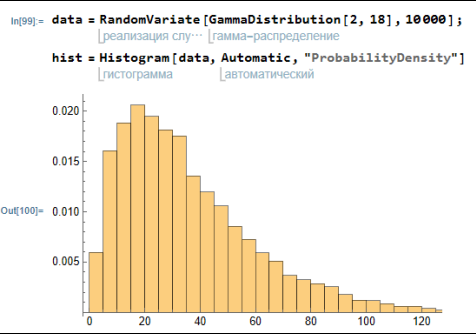 In[99]:= data = RandomVariate[GammaDistribution[2, 18], 10000];
реализация слу··· гамма-распределение
hist = Histogram[data, Automatic, "ProbabilityDensity"]
гистограмма автоматический
0.020
0.015
Out[100]= 0.010
0.005
0 20 40 60 80 100 120